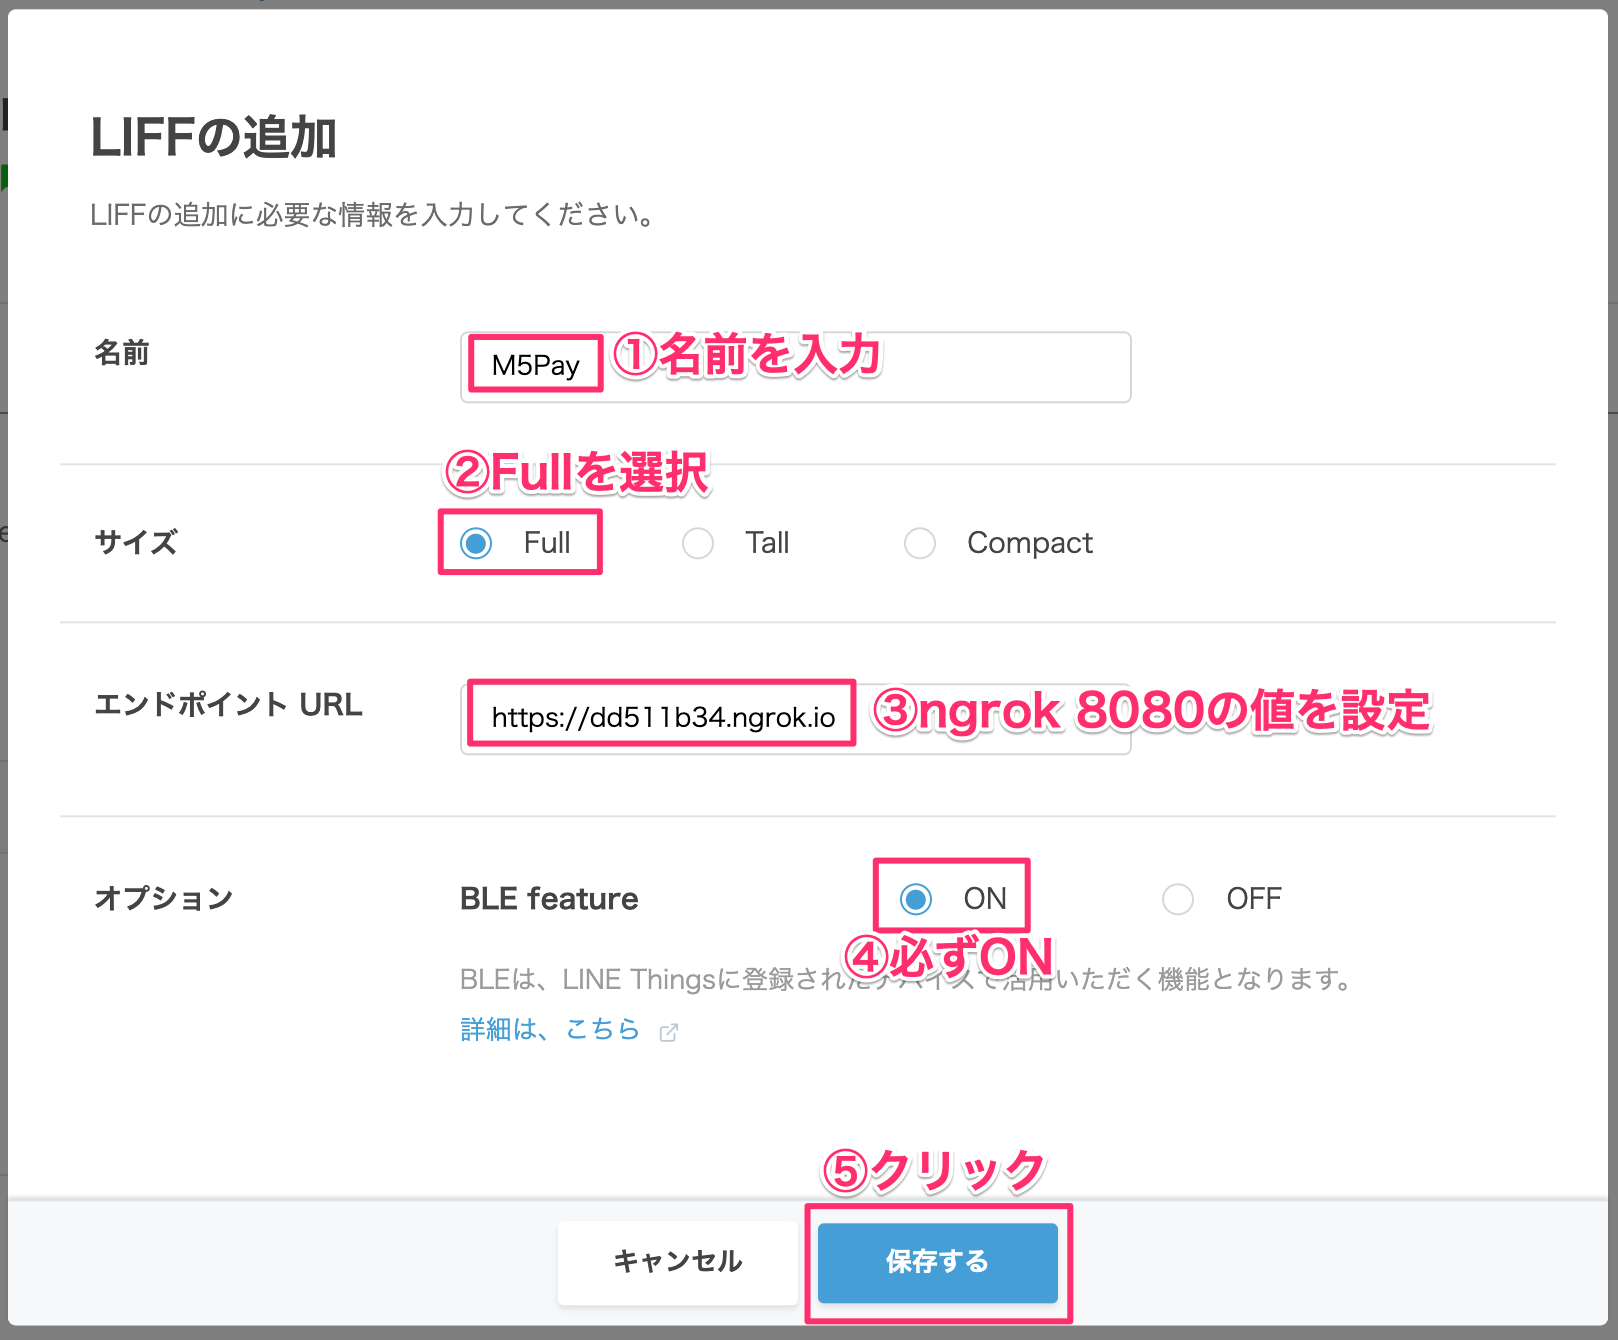 LIFFの追加
LIFFの追加に必要な情報を入力してください。
名前
M5Pay
①名前を入力
②Fullを選択
サイズ
Full
Tall
Compact
エンドポイント URL
https://dd511b34.ngrok.io
③ngrok 8080の値を設定
オプション
BLE feature
ON
OFF
④必ずON
BLEは、LINE Thingsに登録されたデバイスで活用いただく機能となります。
詳細は、こちら
⑤クリック
キャンセル
保存する